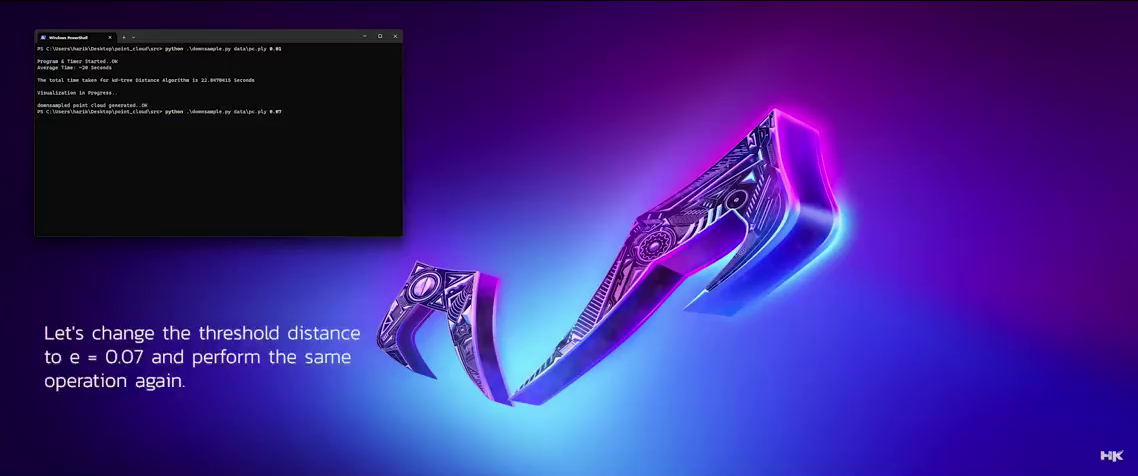 Windows PowerShell
PS C:\Users\harik\Desktop\point_cloud\src> python .\downsample.py data\pc.ply 0.01
Program & Timer Started..OK
Average Time: ~20 Seconds
The total time taken for kd-tree Distance Algorithm is 22.8470415 Seconds
Visualization in Progress..
downsampled point cloud generated..OK
PS C:\Users\harik\Desktop\point_cloud\src> python .\downsample.py data\pc.ply 0.07
Let's change the threshold distance
to e = 0.07 and perform the same
operation again.
HK